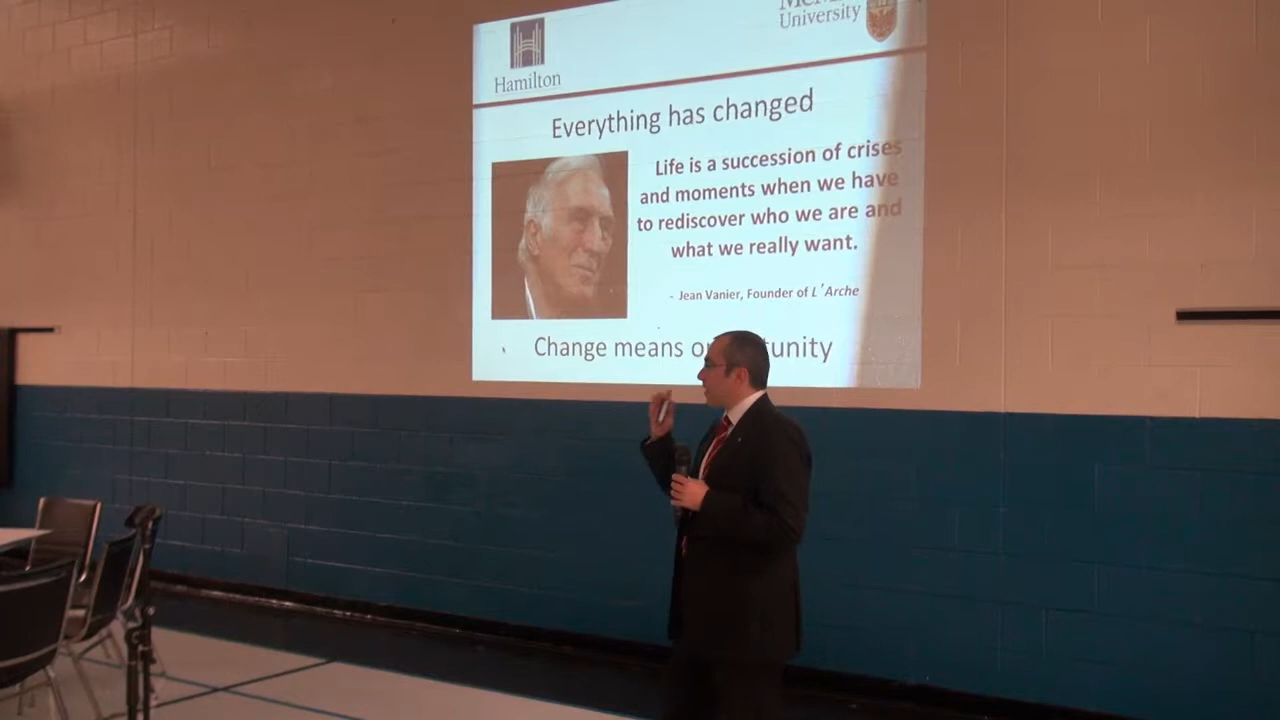 Hamilton
University
Everything has changed
Life is a succession of crises
and moments when we have
to rediscover who we are and
what we really want.
- Jean Vanier, Founder of L'Arche
Change means